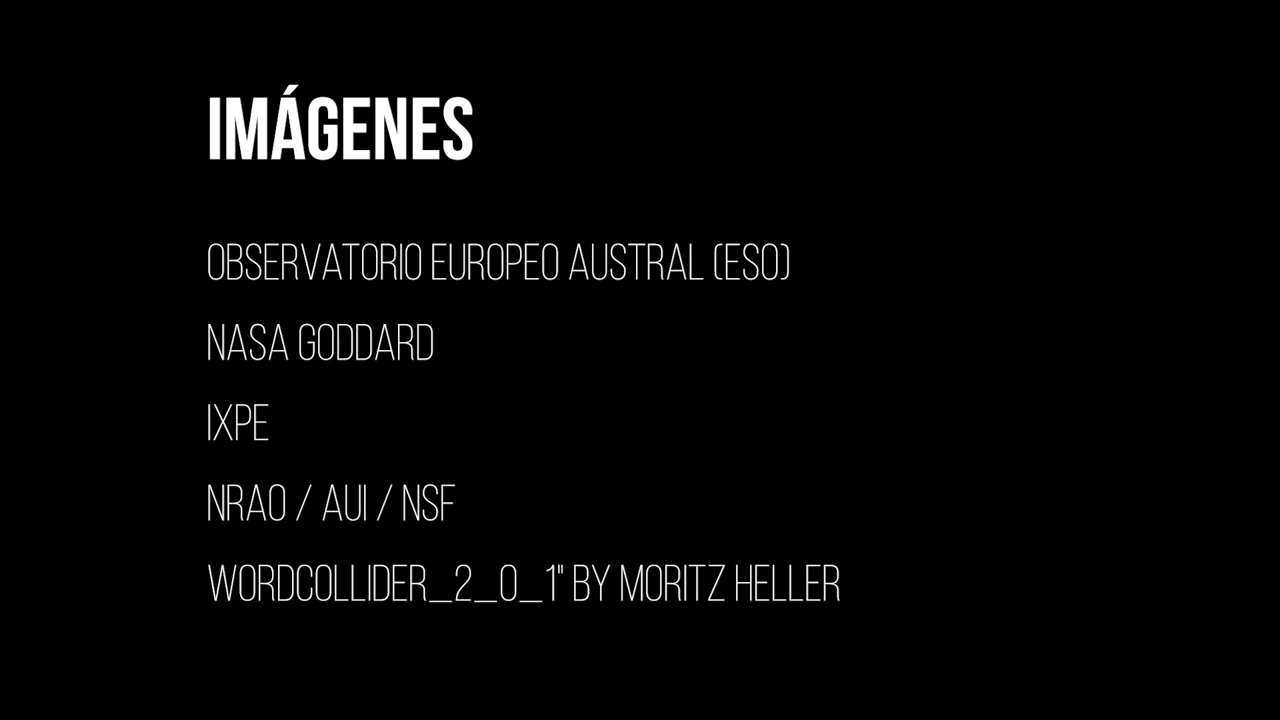 IMÁGENES
OBSERVATORIO EUROPEO AUSTRAL (ESO)
NASA GODDARD
IXPE
NRAO / AUI / NSF
WORDCOLLIDER_2_0_1" BY MORITZ HELLER